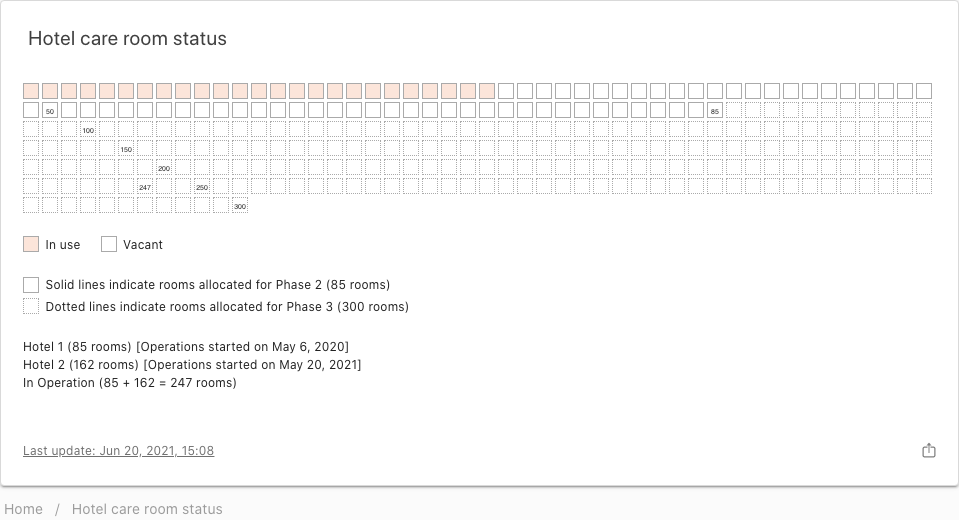 Hotel care room status
50
85
100
150
200
247
250
300
In use
Vacant
Solid lines indicate rooms allocated for Phase 2 (85 rooms)
Dotted lines indicate rooms allocated for Phase 3 (300 rooms)
Hotel 1 (85 rooms) [Operations started on May 6, 2020]
Hotel 2 (162 rooms) [Operations started on May 20, 2021]
In Operation (85 + 162 = 247 rooms)
Last update: Jun 20, 2021, 15:08
Home / Hotel care room status